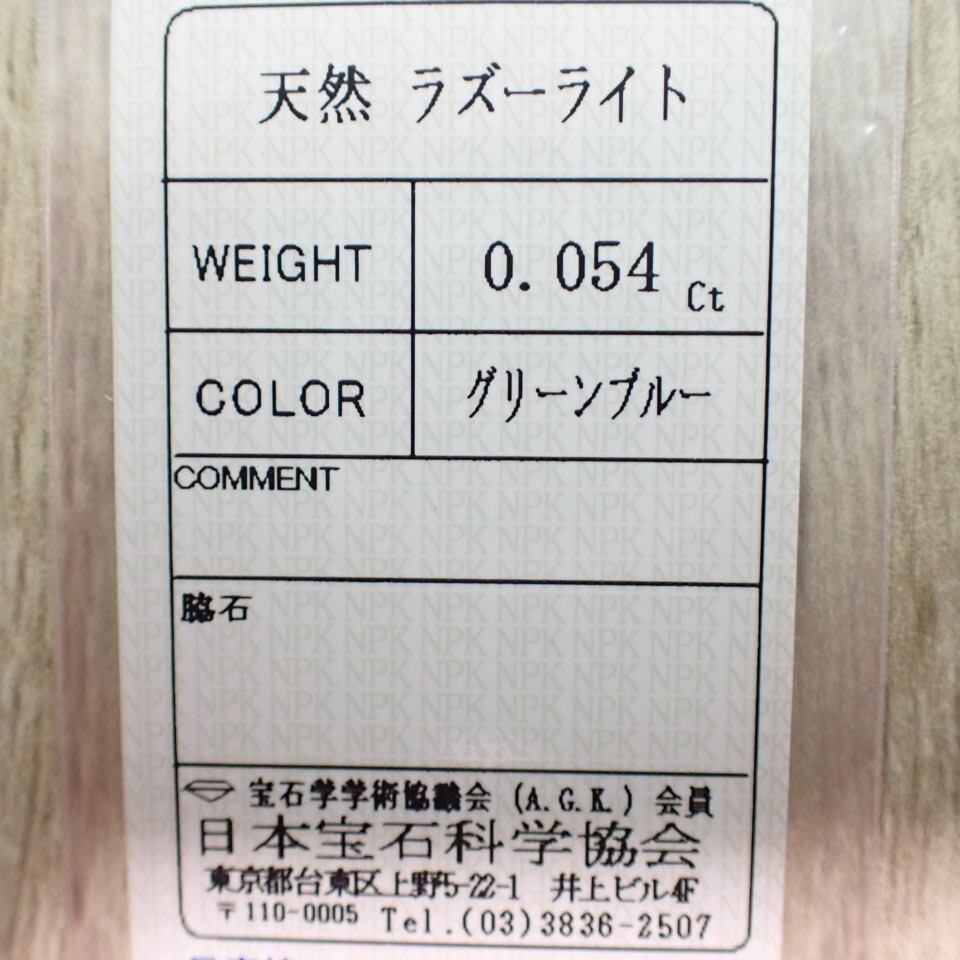 天然 ラズーライト
WEIGHT 0.054 Ct
COLOR グリーンブルー
COMMENT
脇石
宝石学学術協議会 (A.G.K.) 会員
日本宝石科学協会
東京都台東区上野5-22-1 井上ビル4F
〒110-0005 Tel.(03)3836-2507